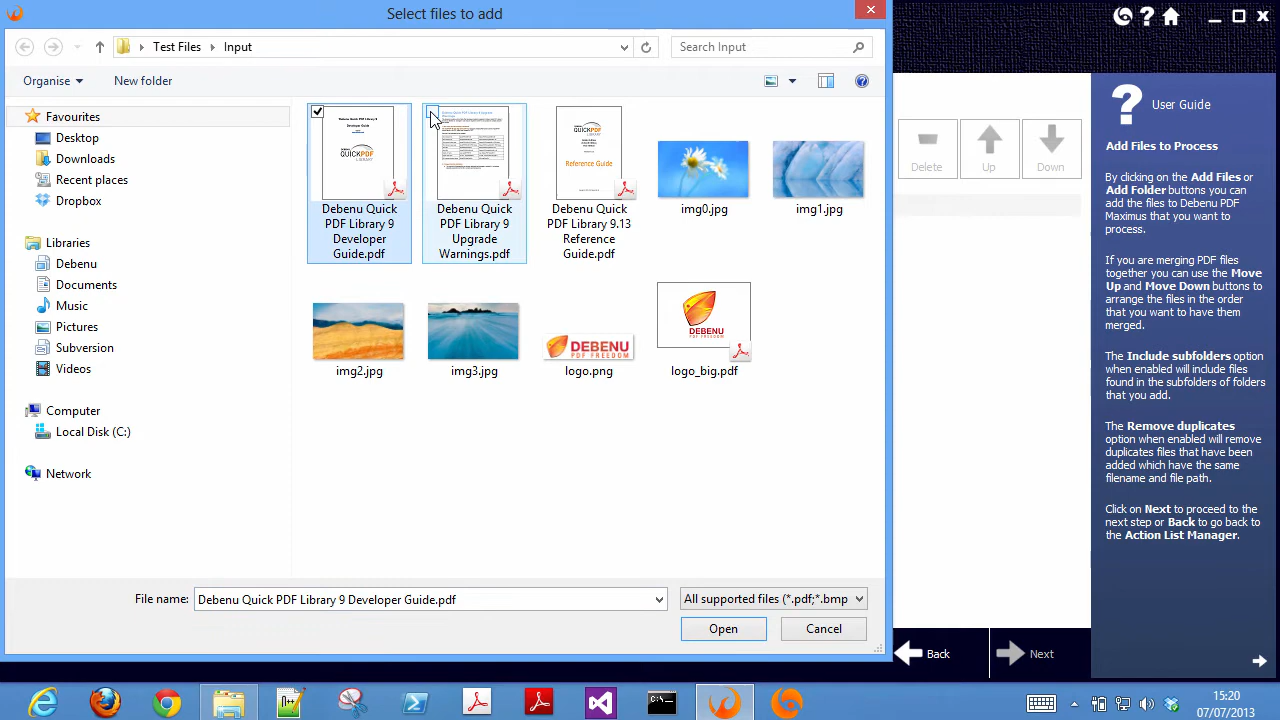 Select files to add
Test Files
Input
Search Input
Organise
New folder
Favourites
Desktop
Downloads
Recent places
Dropbox
Libraries
Debenu
Documents
Music
Pictures
Subversion
Videos
Computer
Local Disk (C:)
Network
Debenu Quick
PDF Library 9
Developer
Guide.pdf
Debenu Quick
PDF Library 9
Upgrade
Warnings.pdf
QUICKPDF
LIBRARY
Reference Guide
Debenu Quick
PDF Library 9.13
Reference
Guide.pdf
img0.jpg
img1.jpg
img2.jpg
img3.jpg
DEBENU
PDF FREEDOM
logo.png
DEBENU
PDF FREEDOM
logo_big.pdf
File name:
Debenu Quick PDF Library 9 Developer Guide.pdf
All supported files (*.pdf;*.bmp
Open
Cancel
Delete
Up
Down
Back
Next
User Guide
Add Files to Process
By clicking on the Add Files or
Add Folder buttons you can
add the files to Debenu PDF
Maximus that you want to
process.
If you are merging PDF files
together you can use the Move
Up and Move Down buttons to
arrange the files in the order
that you want to have them
merged.
The Include subfolders option
when enabled will include files
found in the subfolders of folders
that you add.
The Remove duplicates
option when enabled will remove
duplicates files that have been
added which have the same
filename and file path.
Click on Next to proceed to the
next step or Back to go back to
the Action List Manager.
15:20
07/07/2013